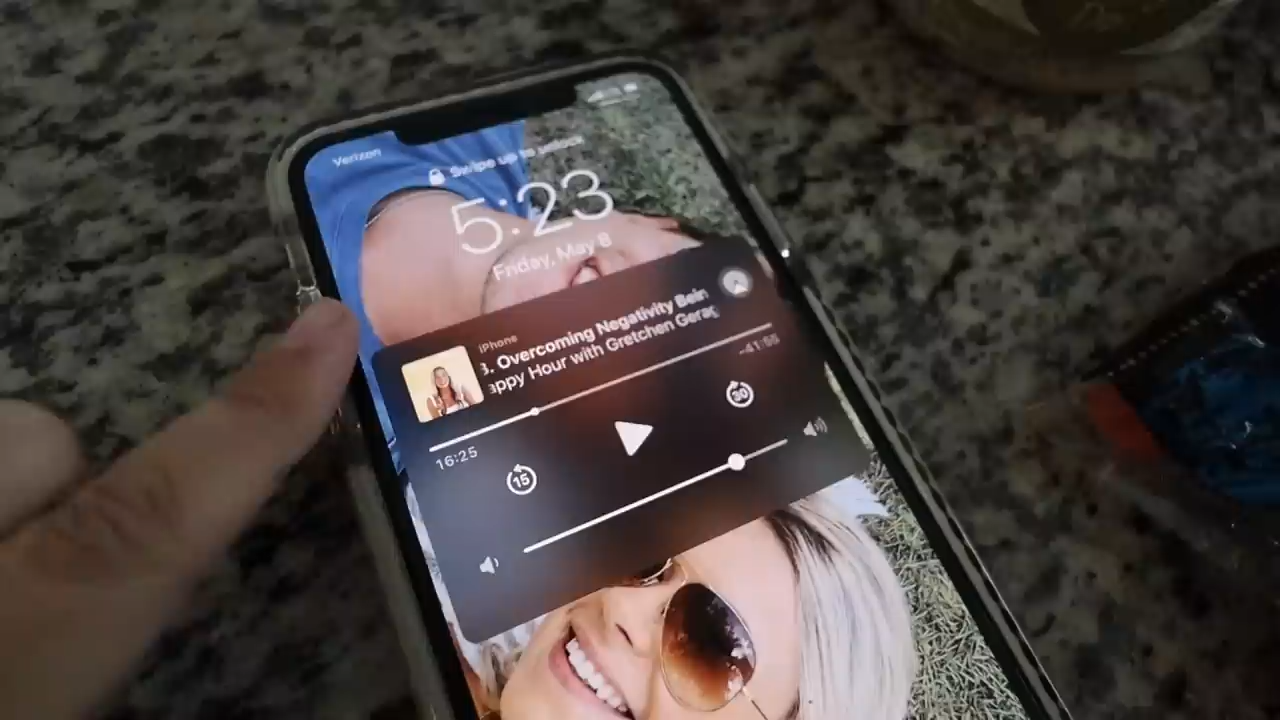 Verizon
Swipe up to unlock
5:23
Friday, May 8
iPhone
3. Overcoming Negativity Bein
appy Hour with Gretchen Gerag
16:25
-41:55
15
30